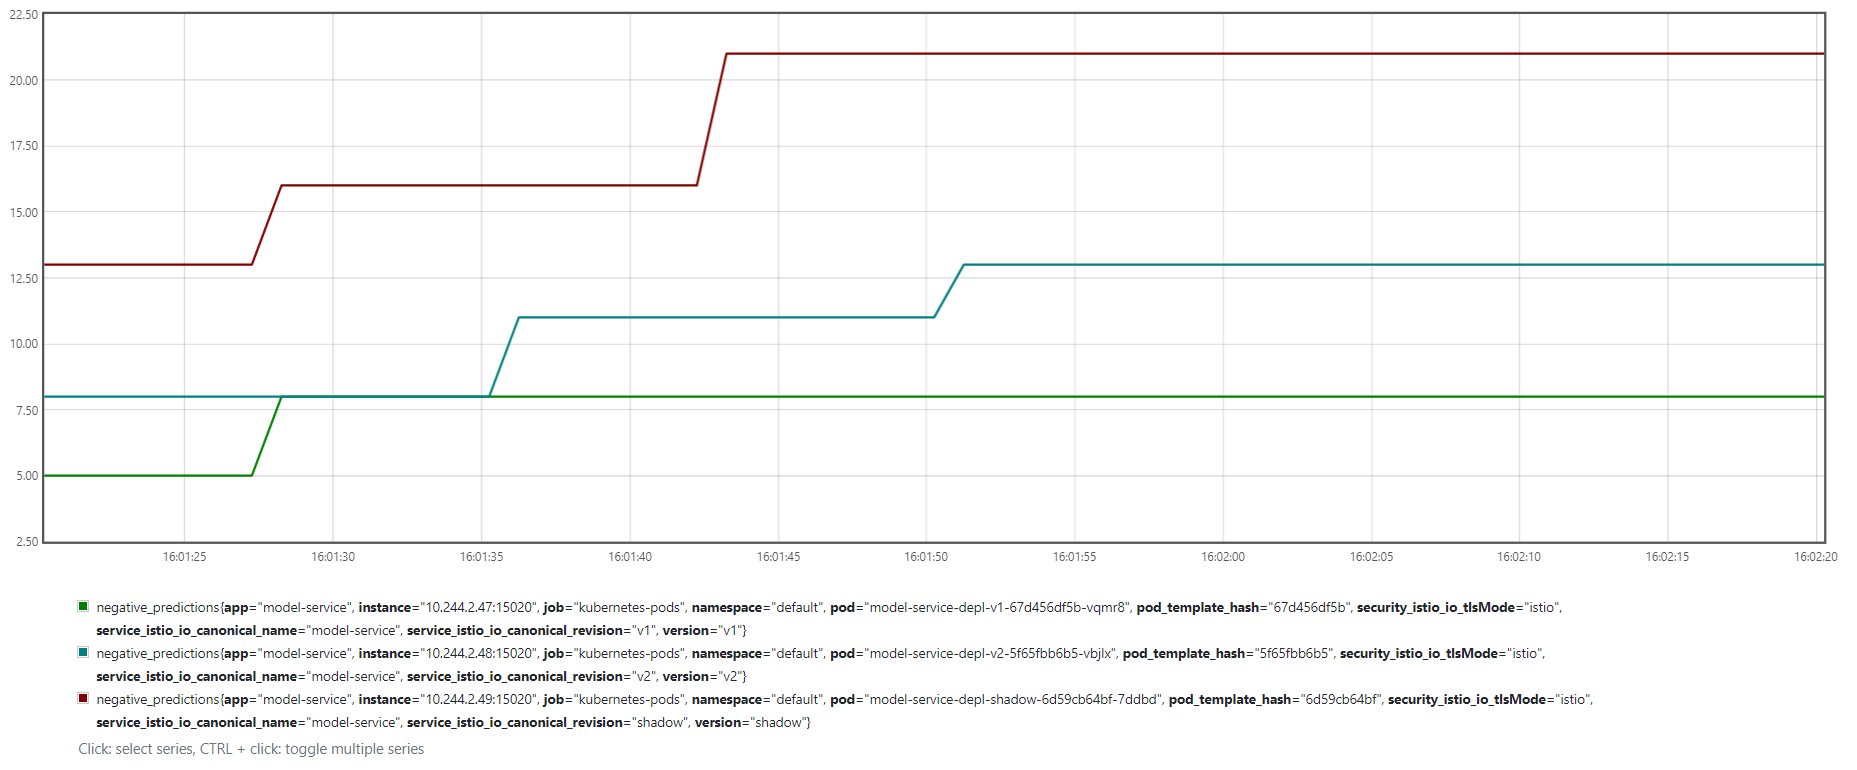 22.50
20.00
17.50
15.00
12.50
10.00
7.50
5.00
2.50
16:01:25 16:01:30 16:01:35 16:01:40 16:01:45 16:01:50 16:01:55 16:02:00 16:02:05 16:02:10 16:02:15 16:02:20
negative_predictions{app="model-service", instance="10.244.2.47:15020", job="kubernetes-pods", namespace="default", pod="model-service-depl-v1-67d456df5b-vqmr8", pod_template_hash="67d456df5b", security_istio_io_tlsMode="istio",
service_istio_io_canonical_name="model-service", service_istio_io_canonical_revision="v1", version="v1"}
negative_predictions{app="model-service", instance="10.244.2.48:15020", job="kubernetes-pods", namespace="default", pod="model-service-depl-v2-5f65fbb6b5-vbjlx", pod_template_hash="5f65fbb6b5", security_istio_io_tlsMode="istio",
service_istio_io_canonical_name="model-service", service_istio_io_canonical_revision="v2", version="v2"}
negative_predictions{app="model-service", instance="10.244.2.49:15020", job="kubernetes-pods", namespace="default", pod="model-service-depl-shadow-6d59cb64bf-7ddbd", pod_template_hash="6d59cb64bf", security_istio_io_tlsMode="istio",
service_istio_io_canonical_name="model-service", service_istio_io_canonical_revision="shadow", version="shadow"}
Click: select series, CTRL + click: toggle multiple series